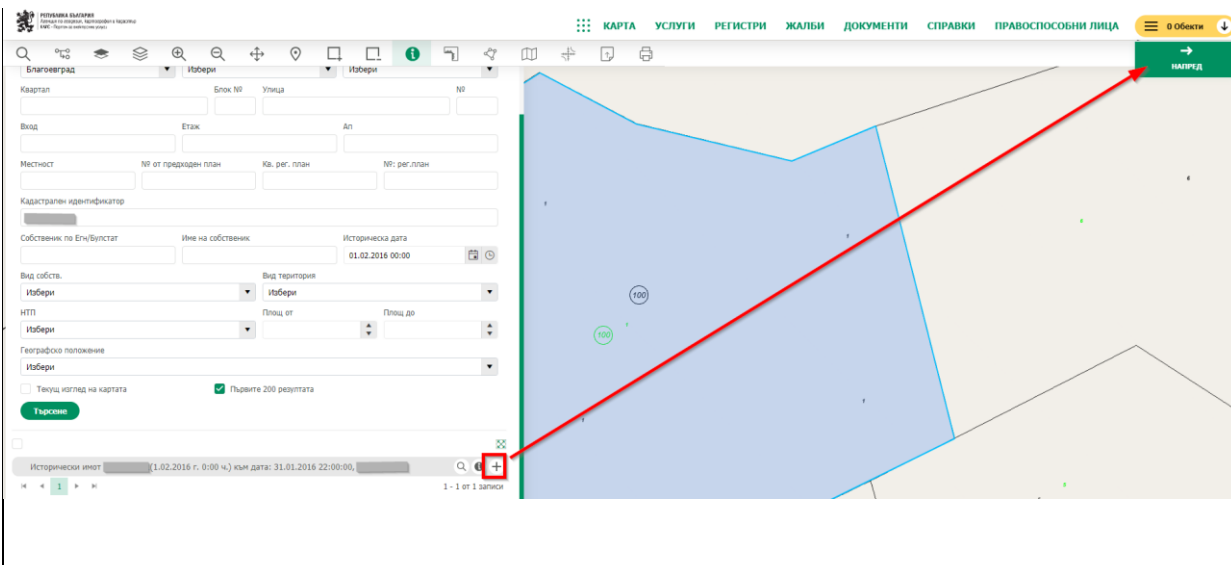 РЕПУБЛИКА БЪЛГАРИЯ
Агенция по геодезия, картография и кадастър
КАРТА УСЛУГИ РЕГИСТРИ ЖАЛБИ ДОКУМЕНТИ СПРАВКИ ПРАВОСПОСОБНИ ЛИЦА 0 Обекти
НАПРЕД
Благоевград Избери Избери
Квартал Блок № Улица №
Вход Етаж Ап
Местност № от предходен план Кв. рег. план №: рег.план
Кадастрален идентификатор
Собственик по Егн/Булстат Име на собственик Историческа дата
01.02.2016 00:00
Вид собств. Вид територия
Избери Избери
НТП Площ от Площ до
Избери
Географско положение
Избери
Текущ изглед на картата Първите 200 резултата
Търсене
Исторически имот (1.02.2016 г. 0:00 ч.) към дата: 31.01.2016 22:00:00,
1 1 - 1 от 1 записи
100
100